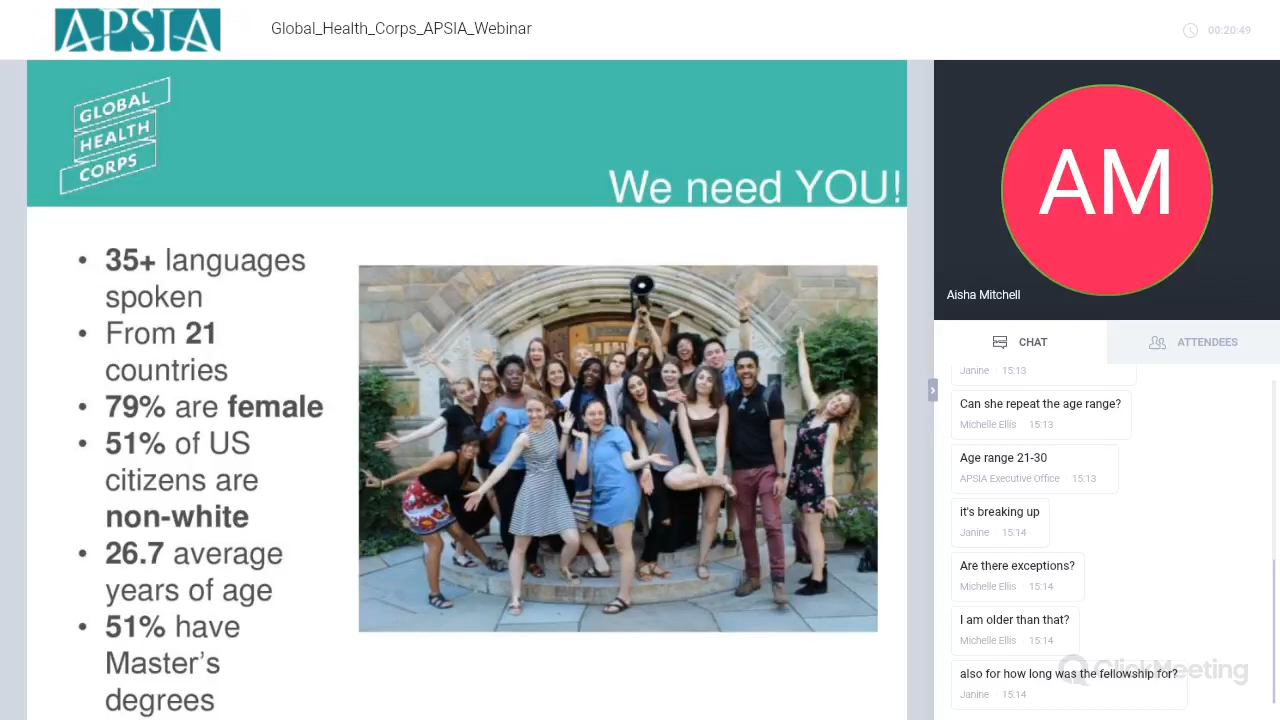 APSIA
Global_Health_Corps_APSIA_Webinar
00:20:49
GLOBAL
HEALTH
CORPS
We need YOU!
• 35+ languages
spoken
• From 21
countries
• 79% are female
• 51% of US
citizens are
non-white
• 26.7 average
years of age
• 51% have
Master's
degrees
AM
Aisha Mitchell
CHAT
ATTENDEES
Janine · 15:13
Can she repeat the age range?
Michelle Ellis · 15:13
Age range 21-30
APSIA Executive Office · 15:13
it's breaking up
Janine · 15:14
Are there exceptions?
Michelle Ellis · 15:14
I am older than that?
Michelle Ellis · 15:14
also for how long was the fellowship for?
Janine · 15:14
ClickMeeting